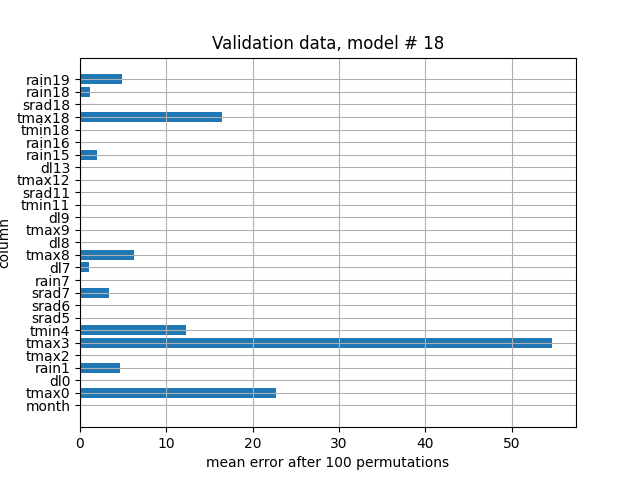 Validation data, model # 18
rain19
rain18
srad18
tmax18
tmin18
rain16
rain15
dl13
tmax12
srad11
tmin11
dl9
tmax9
dl8
tmax8
dl7
rain7
srad7
srad6
srad5
tmin4
tmax3
tmax2
rain1
dl0
tmax0
month
column
0 10 20 30 40 50
mean error after 100 permutations